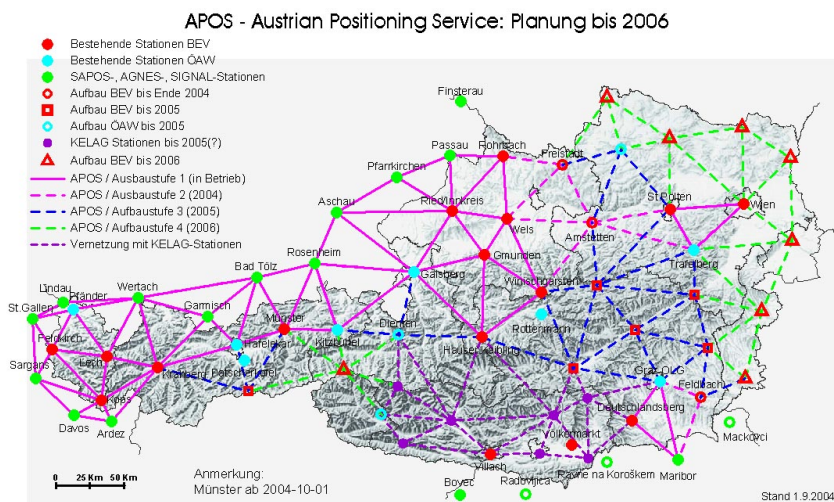 APOS - Austrian Positioning Service: Planung bis 2006
Bestehende Stationen BEV
Bestehende Stationen ÖAW
SAPOS-, AGNES-, SIGNAL-Stationen
Aufbau BEV bis Ende 2004
Aufbau BEV bis 2005
Aufbau ÖAW bis 2005
KELAG Stationen bis 2005(?)
Aufbau BEV bis 2006
APOS / Ausbaustufe 1 (in Betrieb)
APOS / Ausbaustufe 2 (2004)
APOS / Aufbaustufe 3 (2005)
APOS / Aufbaustufe 4 (2006)
Vernetzung mit KELAG-Stationen
Finsterau
Passau
Rohrbach
Freistadt
Pfarrkirchen
Aschau
Ried/Innkreis
St.Pölten
Wien
Wels
Amstetten
Rosenheim
Gmunden
Trafelberg
Bad Tölz
Gaisberg
Lindau
Pfänder
Wertach
Garmisch
Windischgarsten
St.Gallen
Münster
Dienten
Rottenmann
Feldkirch
Hafelekar
Kitzbühel
Hauser Kaibling
Sargans
Lech
Krahberg
Patscherkofel
Graz-ÖLG
Feldbach
Kops
Deutschlandsberg
Davos
Ardez
Völkermarkt
Mackovci
Villach
Ravne na Koroškem
Maribor
Bovec
Radovljica
0 25 Km 50 Km
Anmerkung:
Münster ab 2004-10-01
Stand 1.9.2004